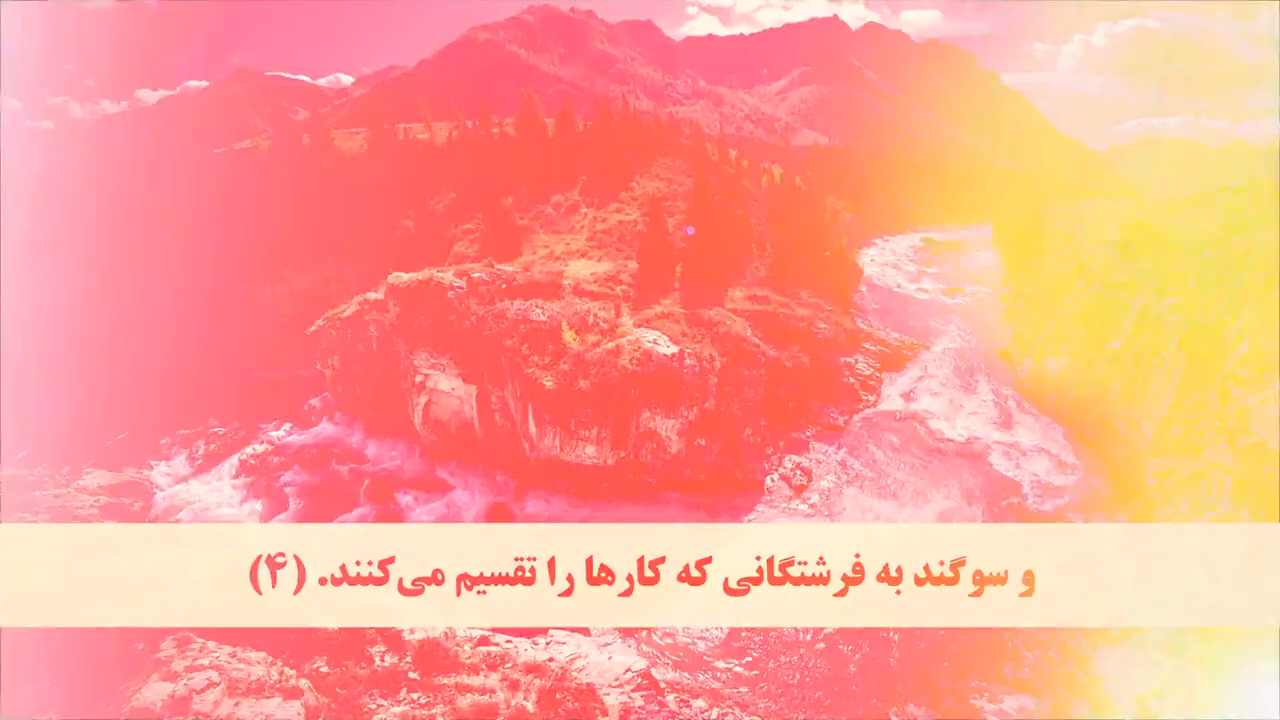 و سوگند به فرشتگانی که کارها را تقسیم می‌کنند. (۴)